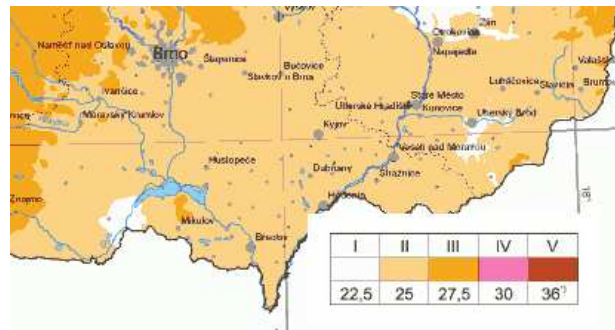 Zlín
Otrokovice
Náměšť nad Oslavou
Brno
Napajedla
Šlapanice
Bučovice
Slavkov u Brna
Valašské
Ivančice
Luhačovice
Slavičín
Brumov
Staré Město
Uherské Hradiště
Kunovice
Moravský Krumlov
Uherský Brod
Kyjov
Veselí nad Moravou
Hustopeče
Dubňany
Strážnice
Znojmo
Hodonín
Mikulov
Břeclav
18°
I II III IV V
22,5 25 27,5 30 36*)